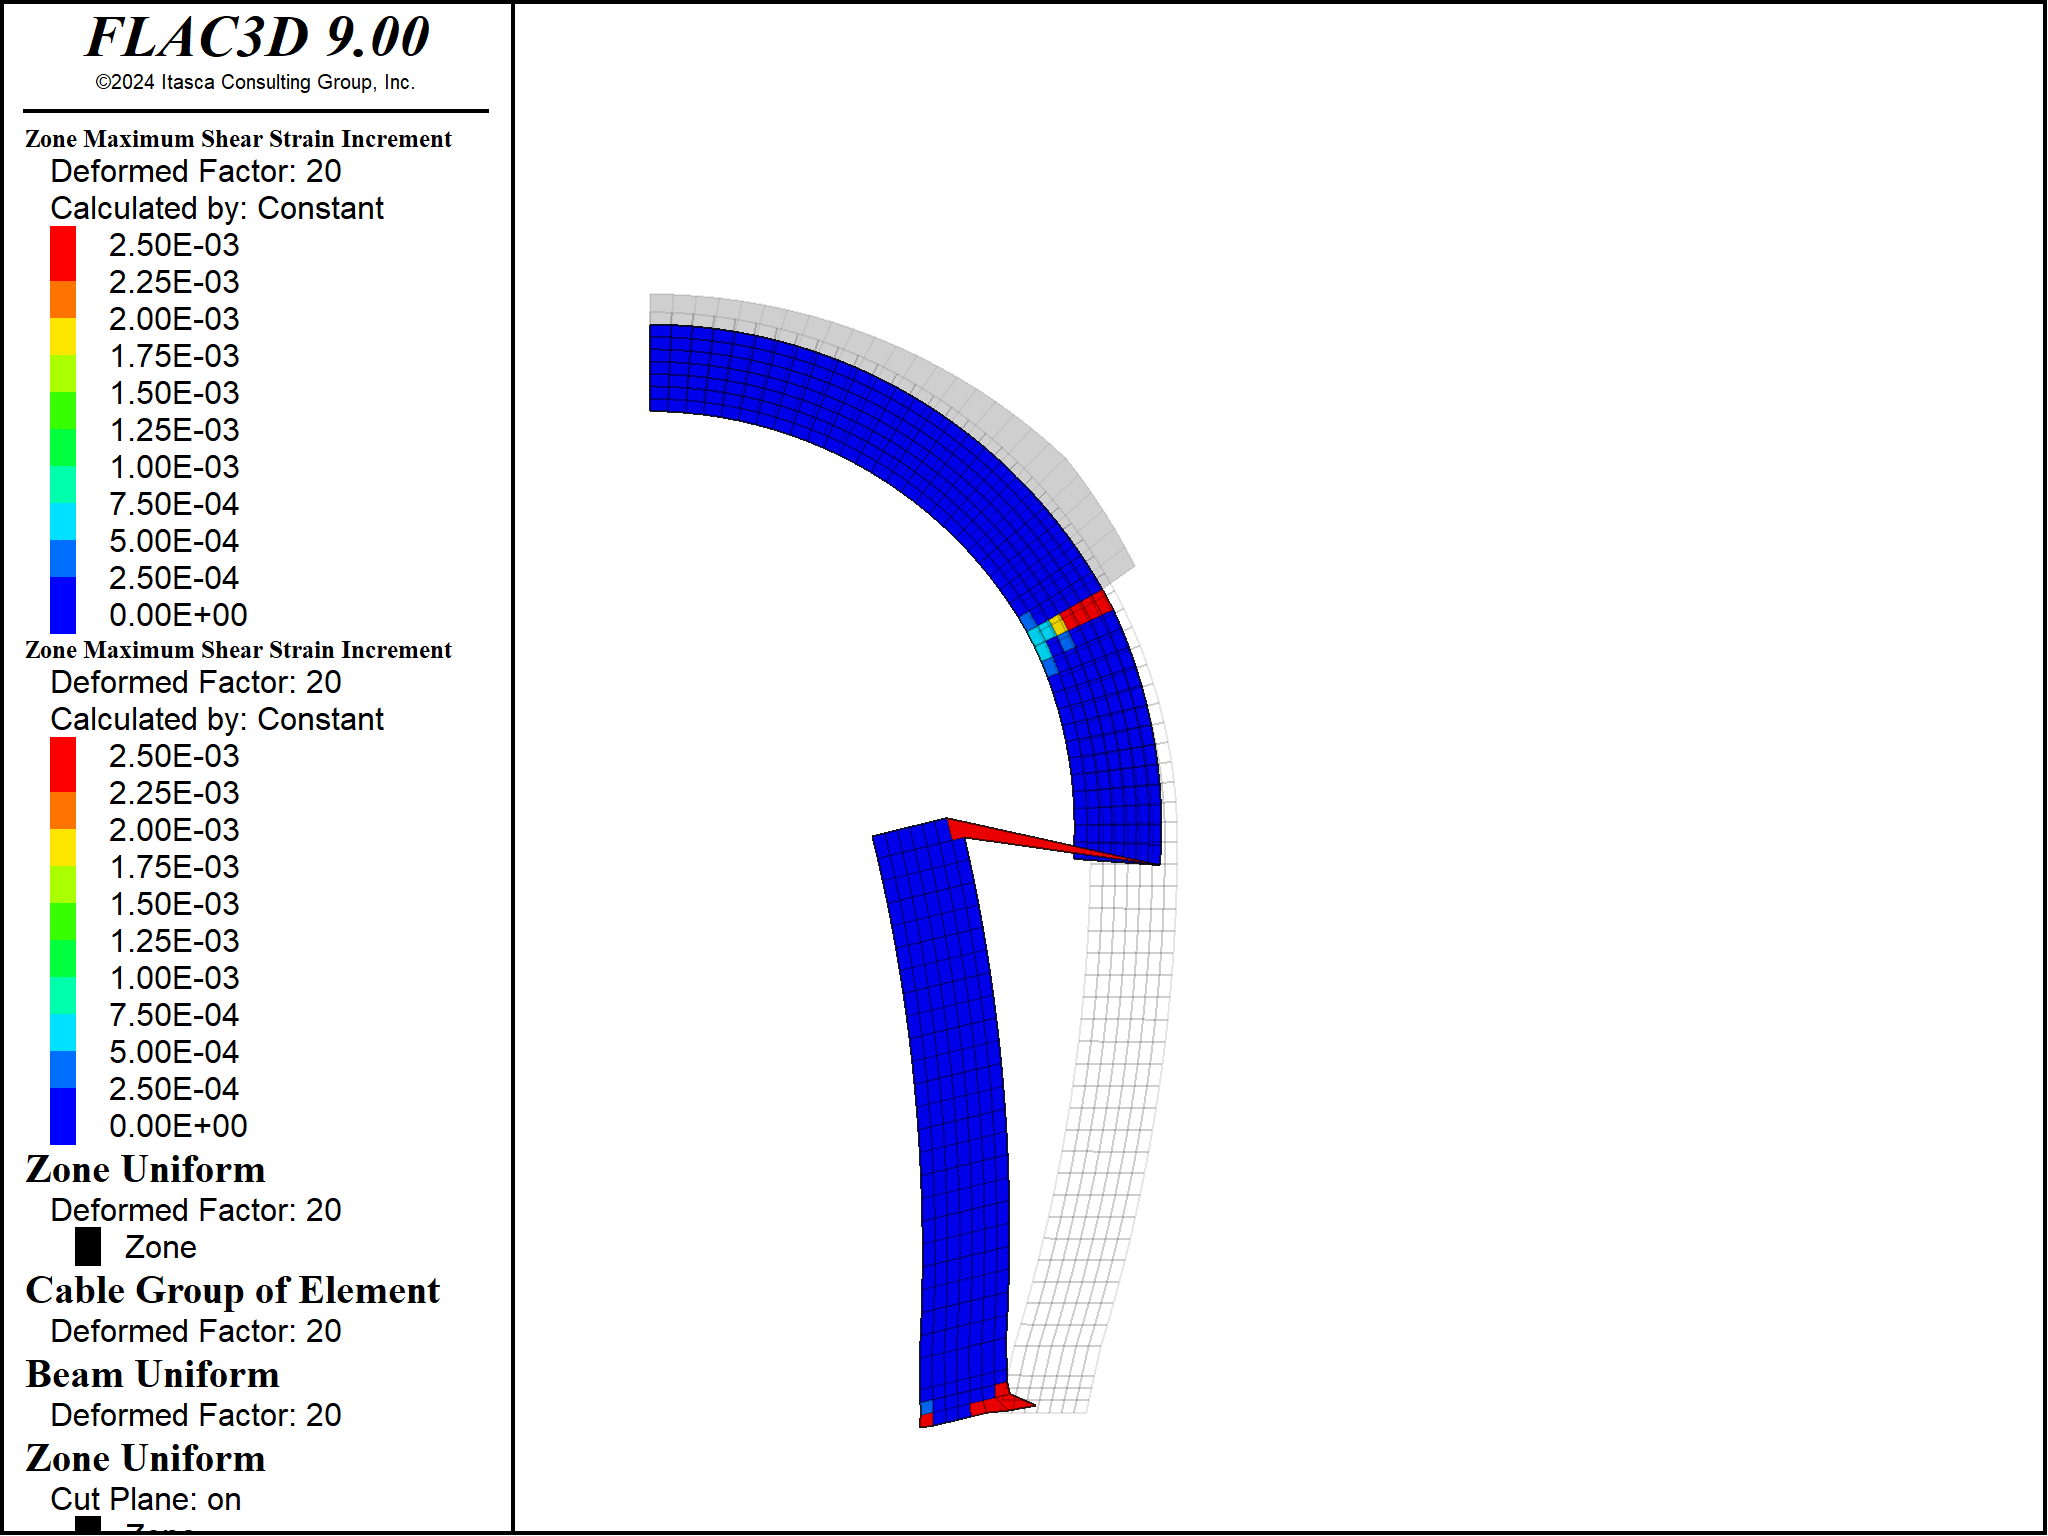 FLAC3D 9.00
©2024 Itasca Consulting Group, Inc.
Zone Maximum Shear Strain Increment
Deformed Factor: 20
Calculated by: Constant
2.50E-03
2.25E-03
2.00E-03
1.75E-03
1.50E-03
1.25E-03
1.00E-03
7.50E-04
5.00E-04
2.50E-04
0.00E+00
Zone Maximum Shear Strain Increment
Deformed Factor: 20
Calculated by: Constant
2.50E-03
2.25E-03
2.00E-03
1.75E-03
1.50E-03
1.25E-03
1.00E-03
7.50E-04
5.00E-04
2.50E-04
0.00E+00
Zone Uniform
Deformed Factor: 20
Zone
Cable Group of Element
Deformed Factor: 20
Beam Uniform
Deformed Factor: 20
Zone Uniform
Cut Plane: on